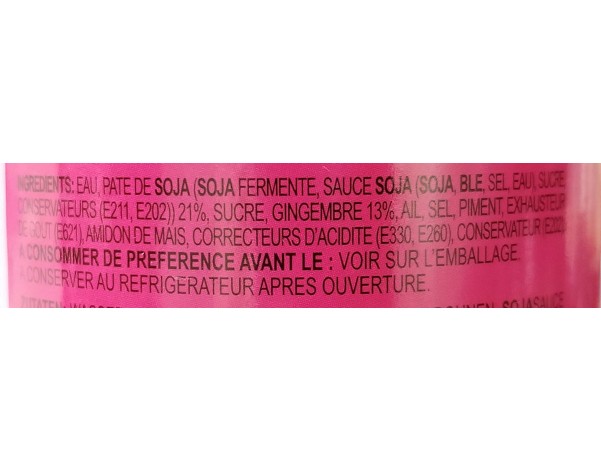 INGREDIENTS: EAU, PATE DE SOJA (SOJA FERMENTE, SAUCE SOJA (SOJA, BLE, SEL, EAU), SUCRE
CONSERVATEURS (E211, E202)) 21%, SUCRE, GINGEMBRE 13%, AIL, SEL, PIMENT, EXHAUSTEUR
DE GOUT (E621), AMIDON DE MAIS, CORRECTEURS D'ACIDITE (E330, E260), CONSERVATEUR (E202)
A CONSOMMER DE PREFERENCE AVANT LE : VOIR SUR L'EMBALLAGE.
A CONSERVER AU REFRIGERATEUR APRES OUVERTURE.